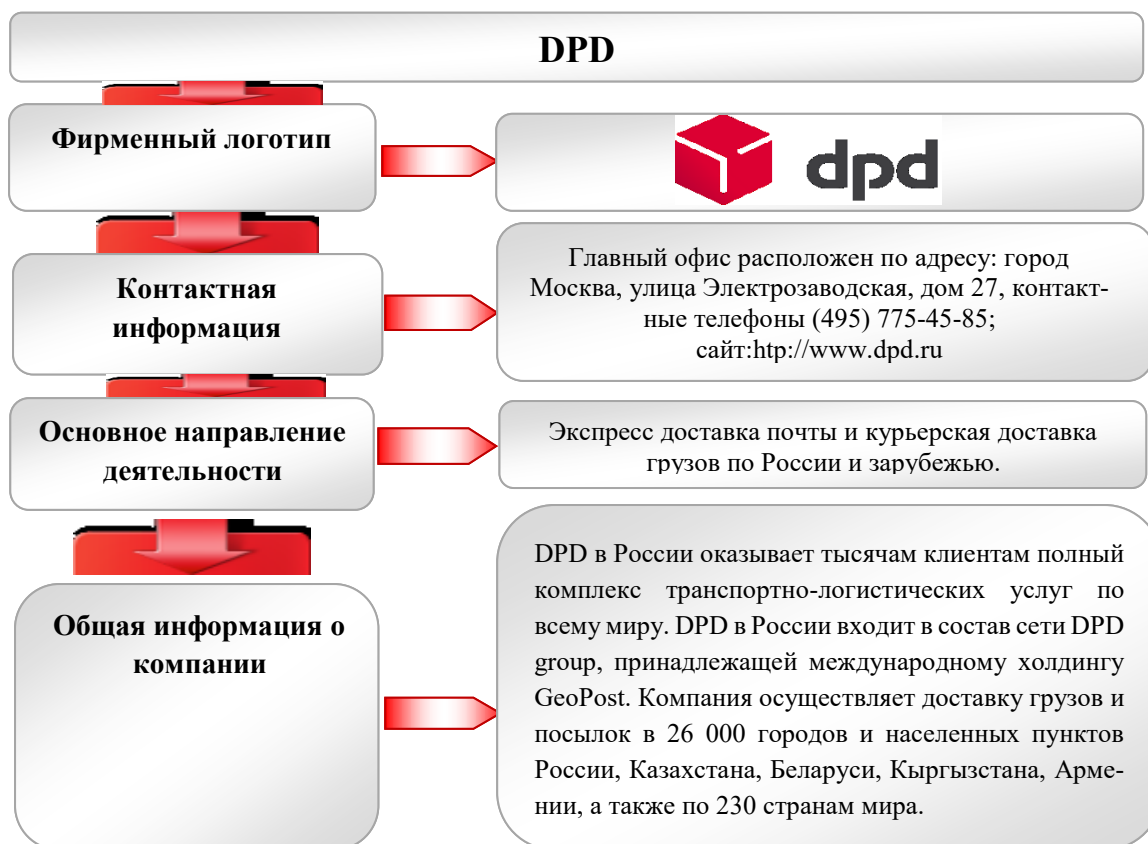 DPD
Фирменный логотип
dpd
Контактная
информация
Главный офис расположен по адресу: город
Москва, улица Электрозаводская, дом 27, контакт-
ные телефоны (495) 775-45-85;
сайт:htp://www.dpd.ru
Основное направление
деятельности
Экспресс доставка почты и курьерская доставка
грузов по России и зарубежью.
Общая информация о
компании
DPD в России оказывает тысячам клиентам полный
комплекс транспортно-логистических услуг по
всему миру. DPD в России входит в состав сети DPD
group, принадлежащей международному холдингу
GeoPost. Компания осуществляет доставку грузов и
посылок в 26 000 городов и населенных пунктов
России, Казахстана, Беларуси, Кыргызстана, Арме-
нии, а также по 230 странам мира.